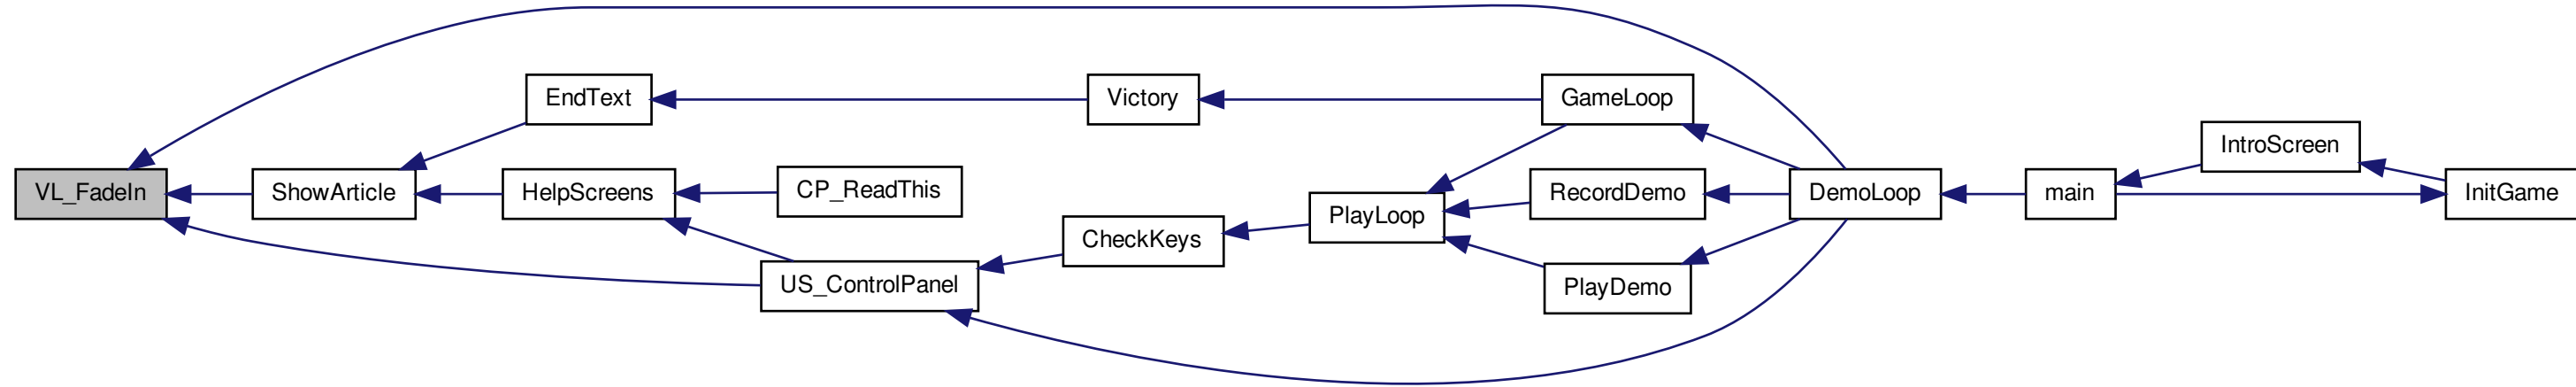 VL_FadeIn
ShowArticle
EndText
HelpScreens
CP_ReadThis
US_ControlPanel
Victory
CheckKeys
PlayLoop
GameLoop
RecordDemo
PlayDemo
DemoLoop
main
IntroScreen
InitGame